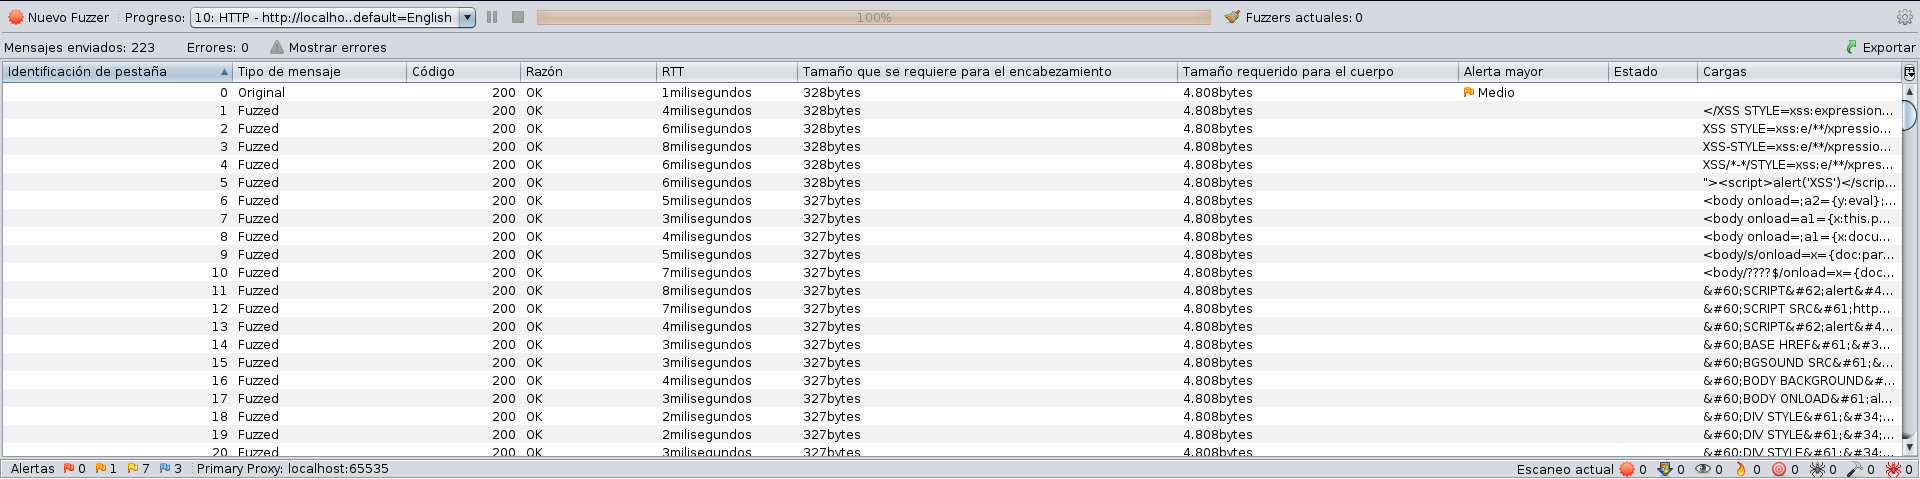 Nuevo Fuzzer Progreso: 10: HTTP - http://localho..default=English 100% Fuzzers actuales: 0
Mensajes enviados: 223 Errores: 0 Mostrar errores Exportar
Identificación de pestaña Tipo de mensaje Código Razón RTT Tamaño que se requiere para el encabezamiento Tamaño requerido para el cuerpo Alerta mayor Estado Cargas
0 Original 200 OK 1milisegundos 328bytes 4.808bytes Medio
1 Fuzzed 200 OK 4milisegundos 328bytes 4.808bytes </XSS STYLE=xss:expression...
2 Fuzzed 200 OK 6milisegundos 328bytes 4.808bytes XSS STYLE=xss:e/**/xpressio...
3 Fuzzed 200 OK 8milisegundos 328bytes 4.808bytes XSS-STYLE=xss:e/**/xpressio...
4 Fuzzed 200 OK 6milisegundos 328bytes 4.808bytes XSS/*-*/STYLE=xss:e/**/xpres...
5 Fuzzed 200 OK 6milisegundos 328bytes 4.808bytes "><script>alert('XSS')</scrip...
6 Fuzzed 200 OK 5milisegundos 327bytes 4.808bytes <body onload=;a2={y:eval};...
7 Fuzzed 200 OK 3milisegundos 327bytes 4.808bytes <body onload=a1={x:this.p...
8 Fuzzed 200 OK 4milisegundos 327bytes 4.808bytes <body onload=;a1={x:docu...
9 Fuzzed 200 OK 5milisegundos 327bytes 4.808bytes <body/s/onload=x={doc:par...
10 Fuzzed 200 OK 7milisegundos 327bytes 4.808bytes <body/????$/onload=x={doc...
11 Fuzzed 200 OK 8milisegundos 327bytes 4.808bytes &#60;SCRIPT&#62;alert&#4...
12 Fuzzed 200 OK 7milisegundos 327bytes 4.808bytes &#60;SCRIPT SRC&#61;http...
13 Fuzzed 200 OK 4milisegundos 327bytes 4.808bytes &#60;SCRIPT&#62;alert&#4...
14 Fuzzed 200 OK 3milisegundos 327bytes 4.808bytes &#60;BASE HREF&#61;&#3...
15 Fuzzed 200 OK 3milisegundos 327bytes 4.808bytes &#60;BGSOUND SRC&#61;&...
16 Fuzzed 200 OK 4milisegundos 327bytes 4.808bytes &#60;BODY BACKGROUND&#...
17 Fuzzed 200 OK 3milisegundos 327bytes 4.808bytes &#60;BODY ONLOAD&#61;al...
18 Fuzzed 200 OK 2milisegundos 327bytes 4.808bytes &#60;DIV STYLE&#61;&#34;...
19 Fuzzed 200 OK 2milisegundos 327bytes 4.808bytes &#60;DIV STYLE&#61;&#34;...
20 Fuzzed 200 OK 3milisegundos 327bytes 4.808bytes &#60;DIV STYLE&#61;&#34;...
Alertas 0 1 7 3 Primary Proxy: localhost:65535 Escaneo actual 0 0 0 0 0 0 0 0